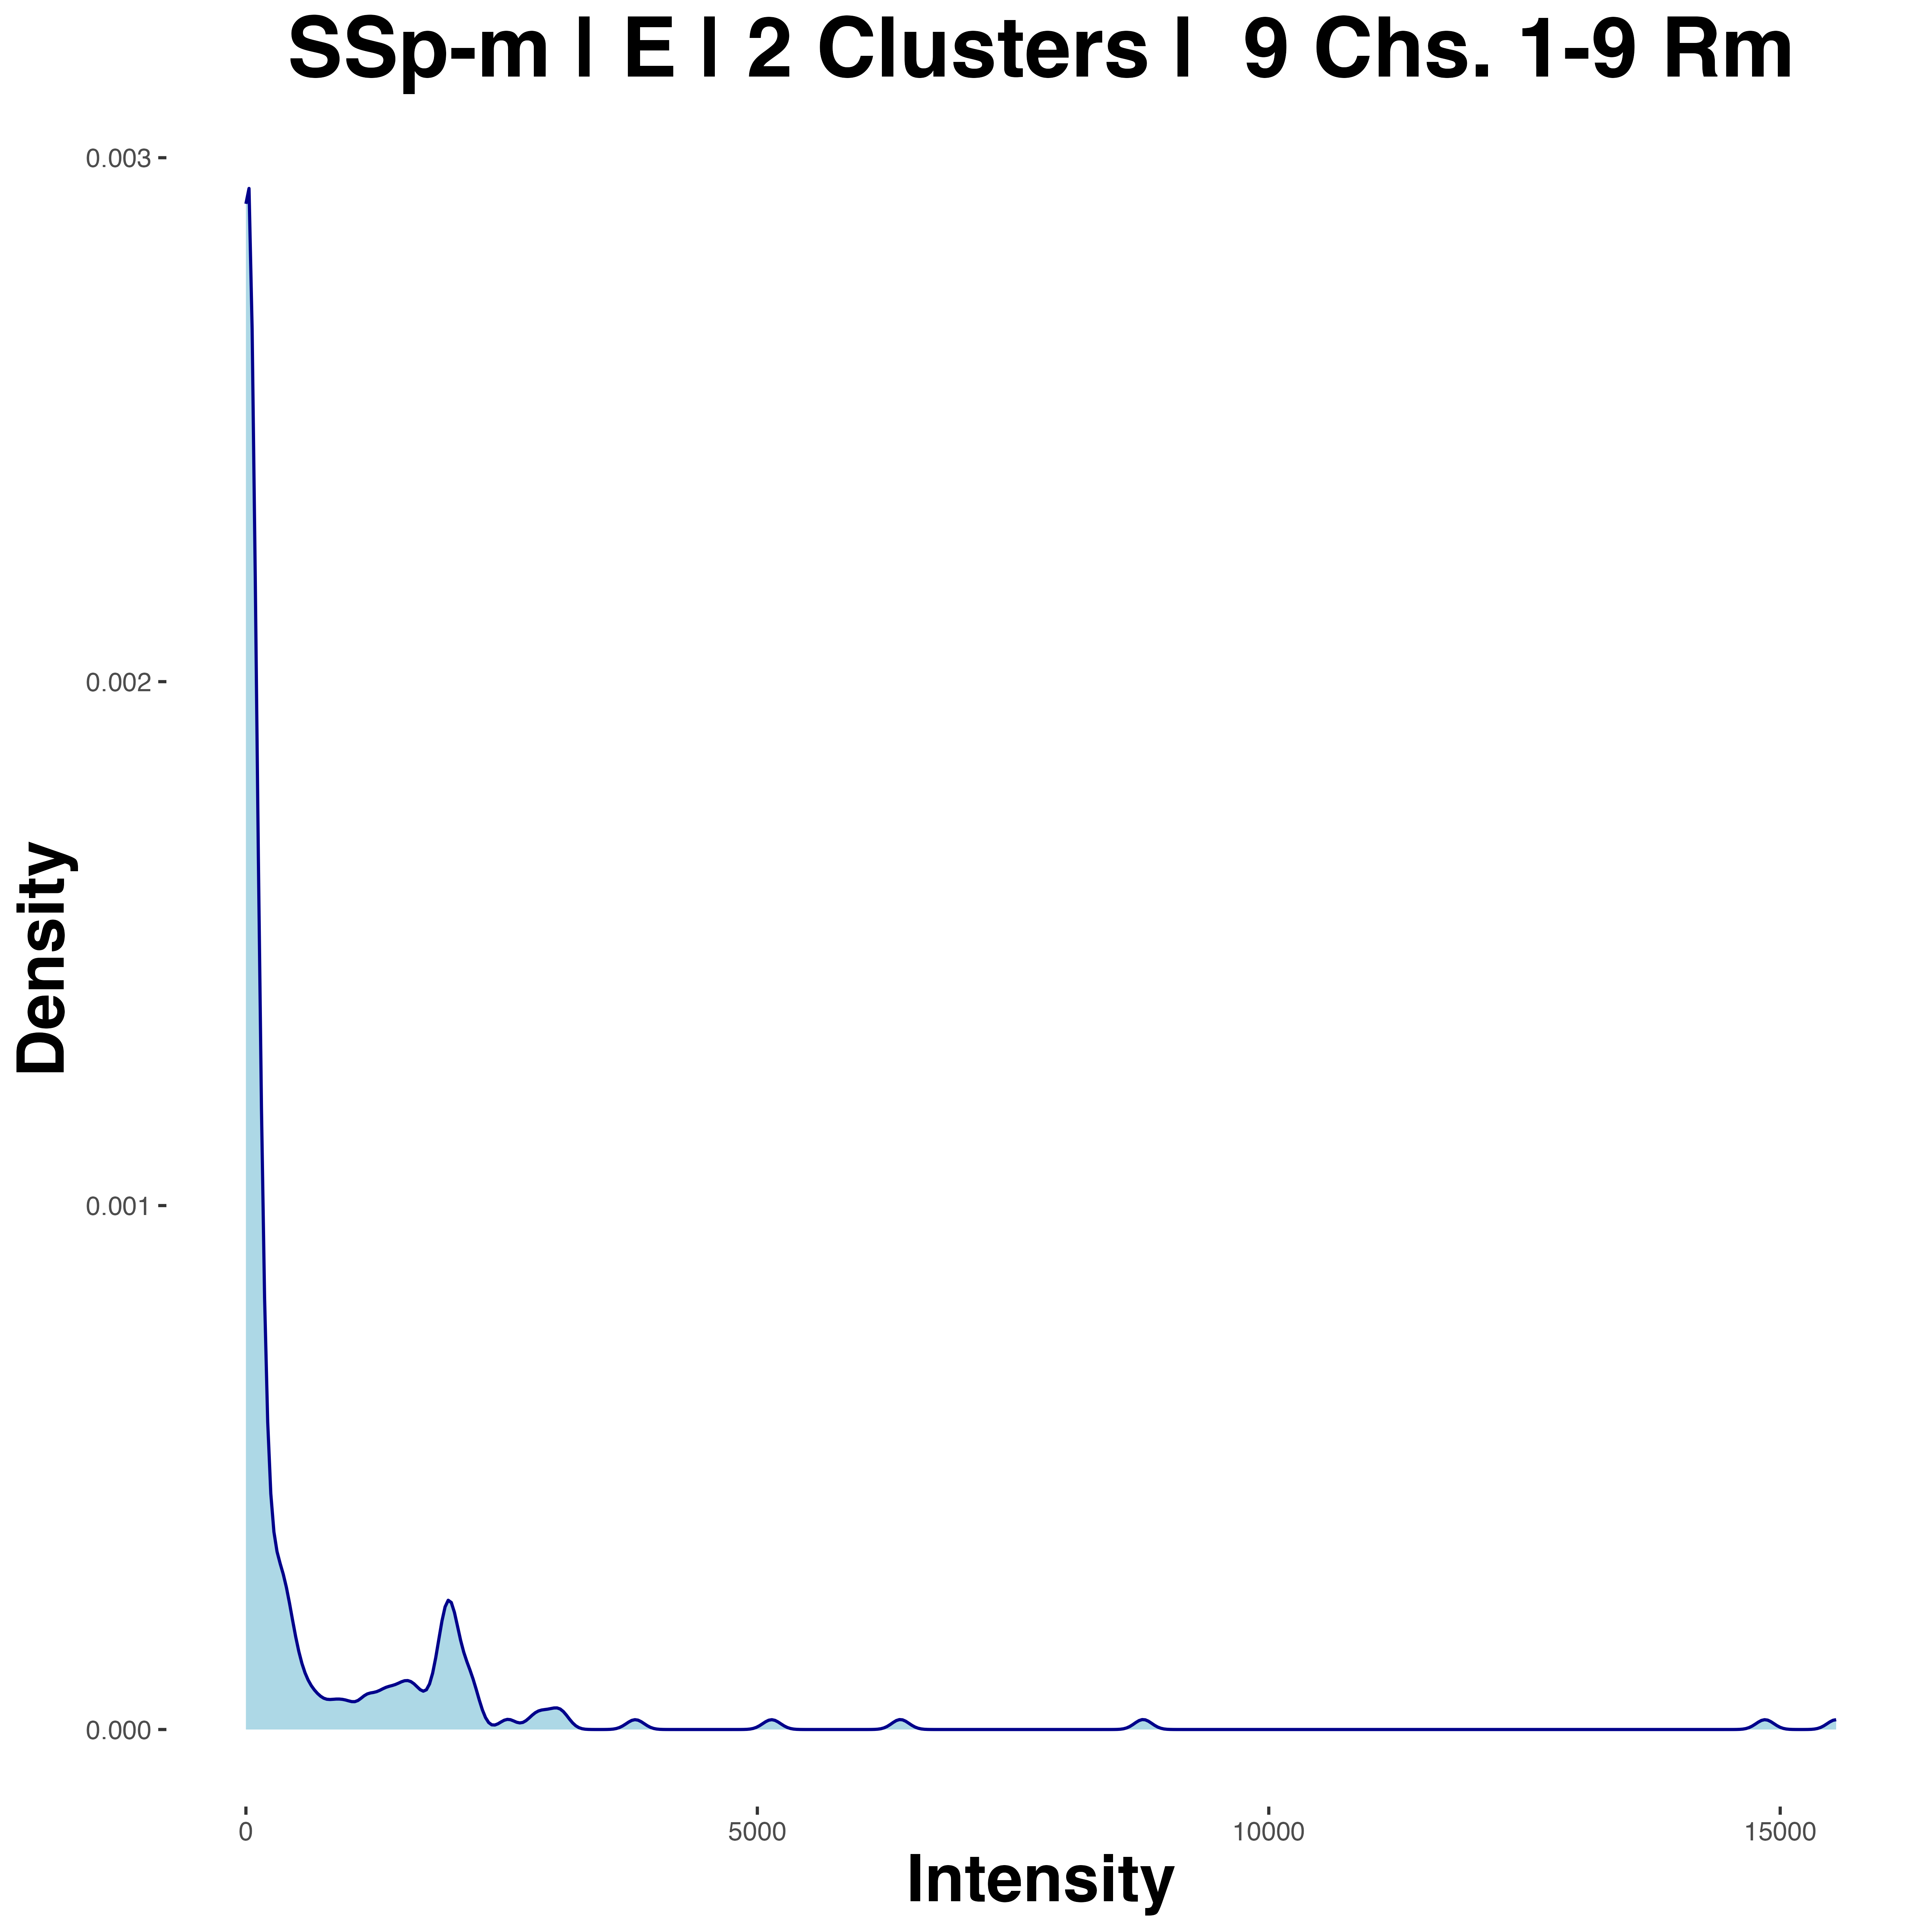 SSp-m | E | 2 Clusters |  9 Chs. 1-9 Rm
0.003
0.002
0.001
0.000
Density
0
5000
10000
15000
Intensity